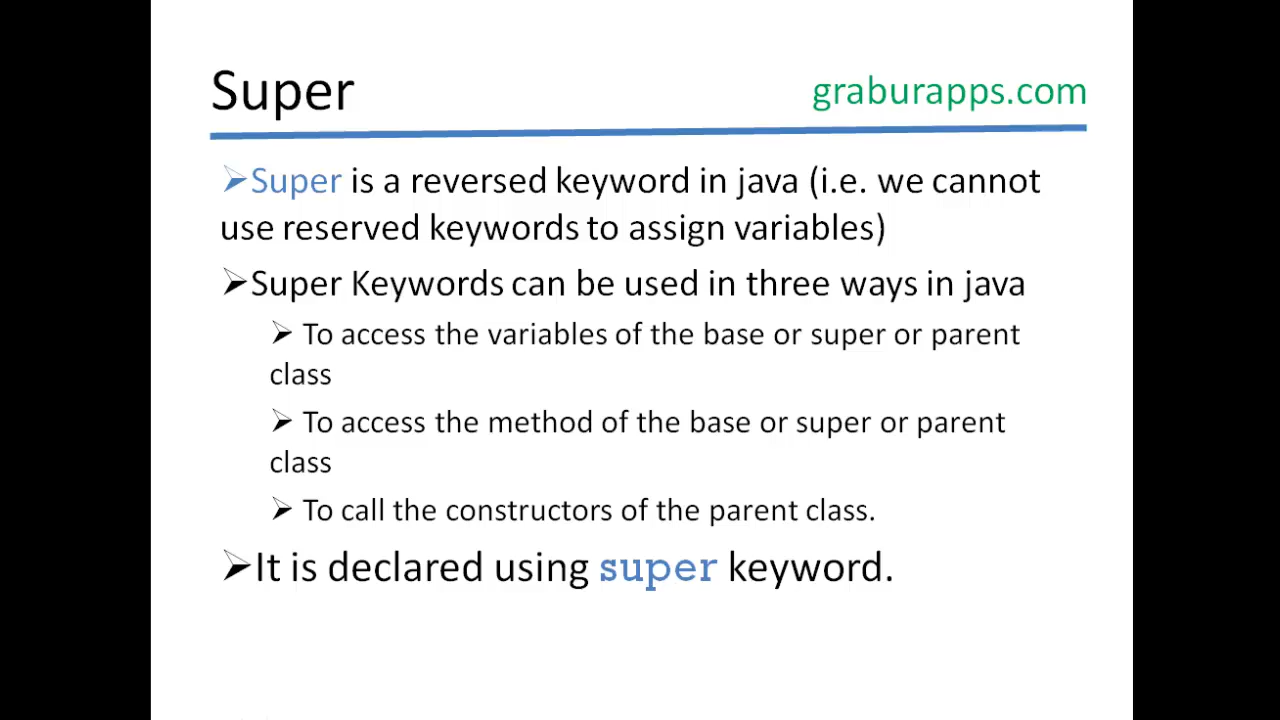 Super
graburapps.com
➢Super is a reversed keyword in java (i.e. we cannot
use reserved keywords to assign variables)
➢Super Keywords can be used in three ways in java
➢ To access the variables of the base or super or parent
class
➢ To access the method of the base or super or parent
class
➢ To call the constructors of the parent class.
➢It is declared using super keyword.